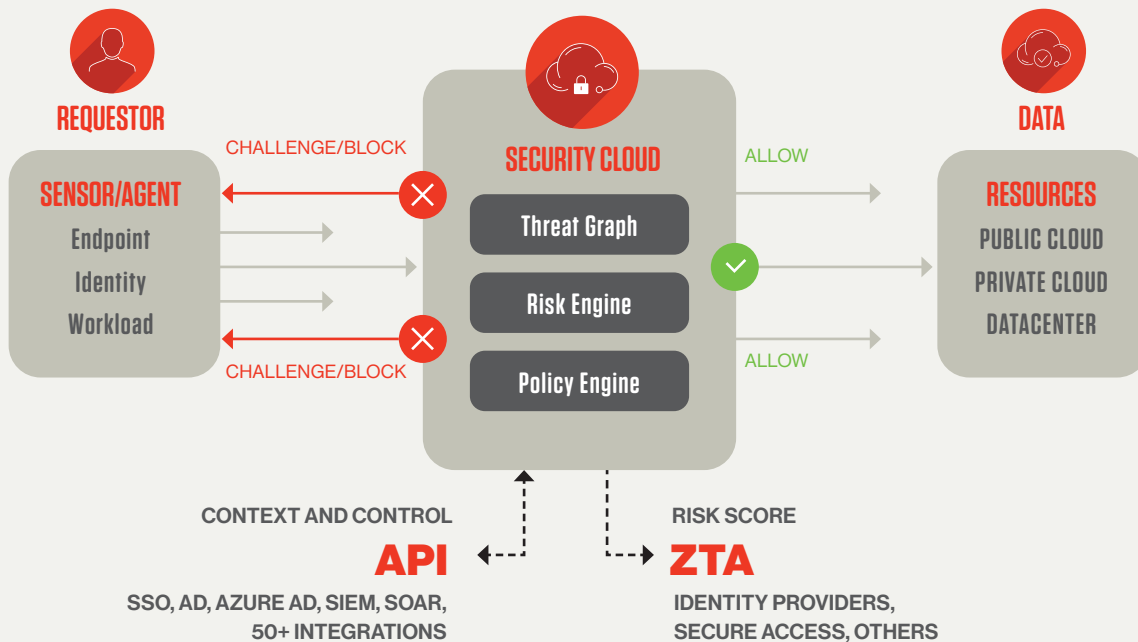 REQUESTOR
SENSOR/AGENT
Endpoint
Identity
Workload
CHALLENGE/BLOCK
CHALLENGE/BLOCK
SECURITY CLOUD
Threat Graph
Risk Engine
Policy Engine
ALLOW
ALLOW
DATA
RESOURCES
PUBLIC CLOUD
PRIVATE CLOUD
DATACENTER
CONTEXT AND CONTROL
API
SSO, AD, AZURE AD, SIEM, SOAR,
50+ INTEGRATIONS
RISK SCORE
ZTA
IDENTITY PROVIDERS,
SECURE ACCESS, OTHERS